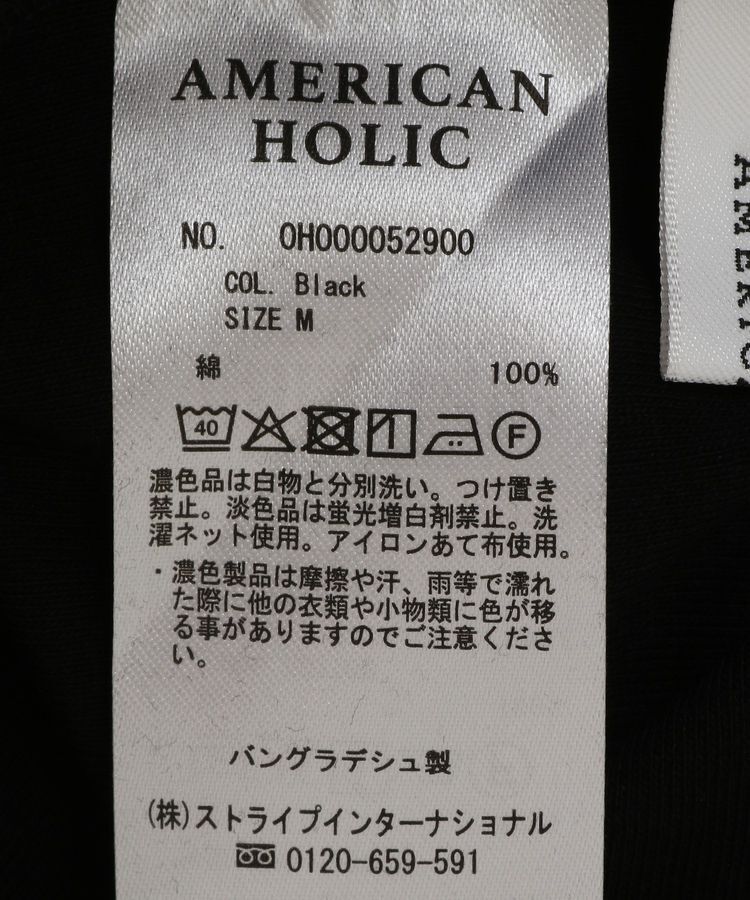 AMERICAN
HOLIC
NO. 0H000052900
COL. Black
SIZE M
綿 100%
40 F
濃色品は白物と分別洗い。つけ置き
禁止。淡色品は蛍光増白剤禁止。洗
濯ネット使用。アイロンあて布使用。
・濃色製品は摩擦や汗、雨等で濡れ
た際に他の衣類や小物類に色が移
る事がありますのでご注意くださ
い。
バングラデシュ製
(株)ストライプインターナショナル
0120-659-591